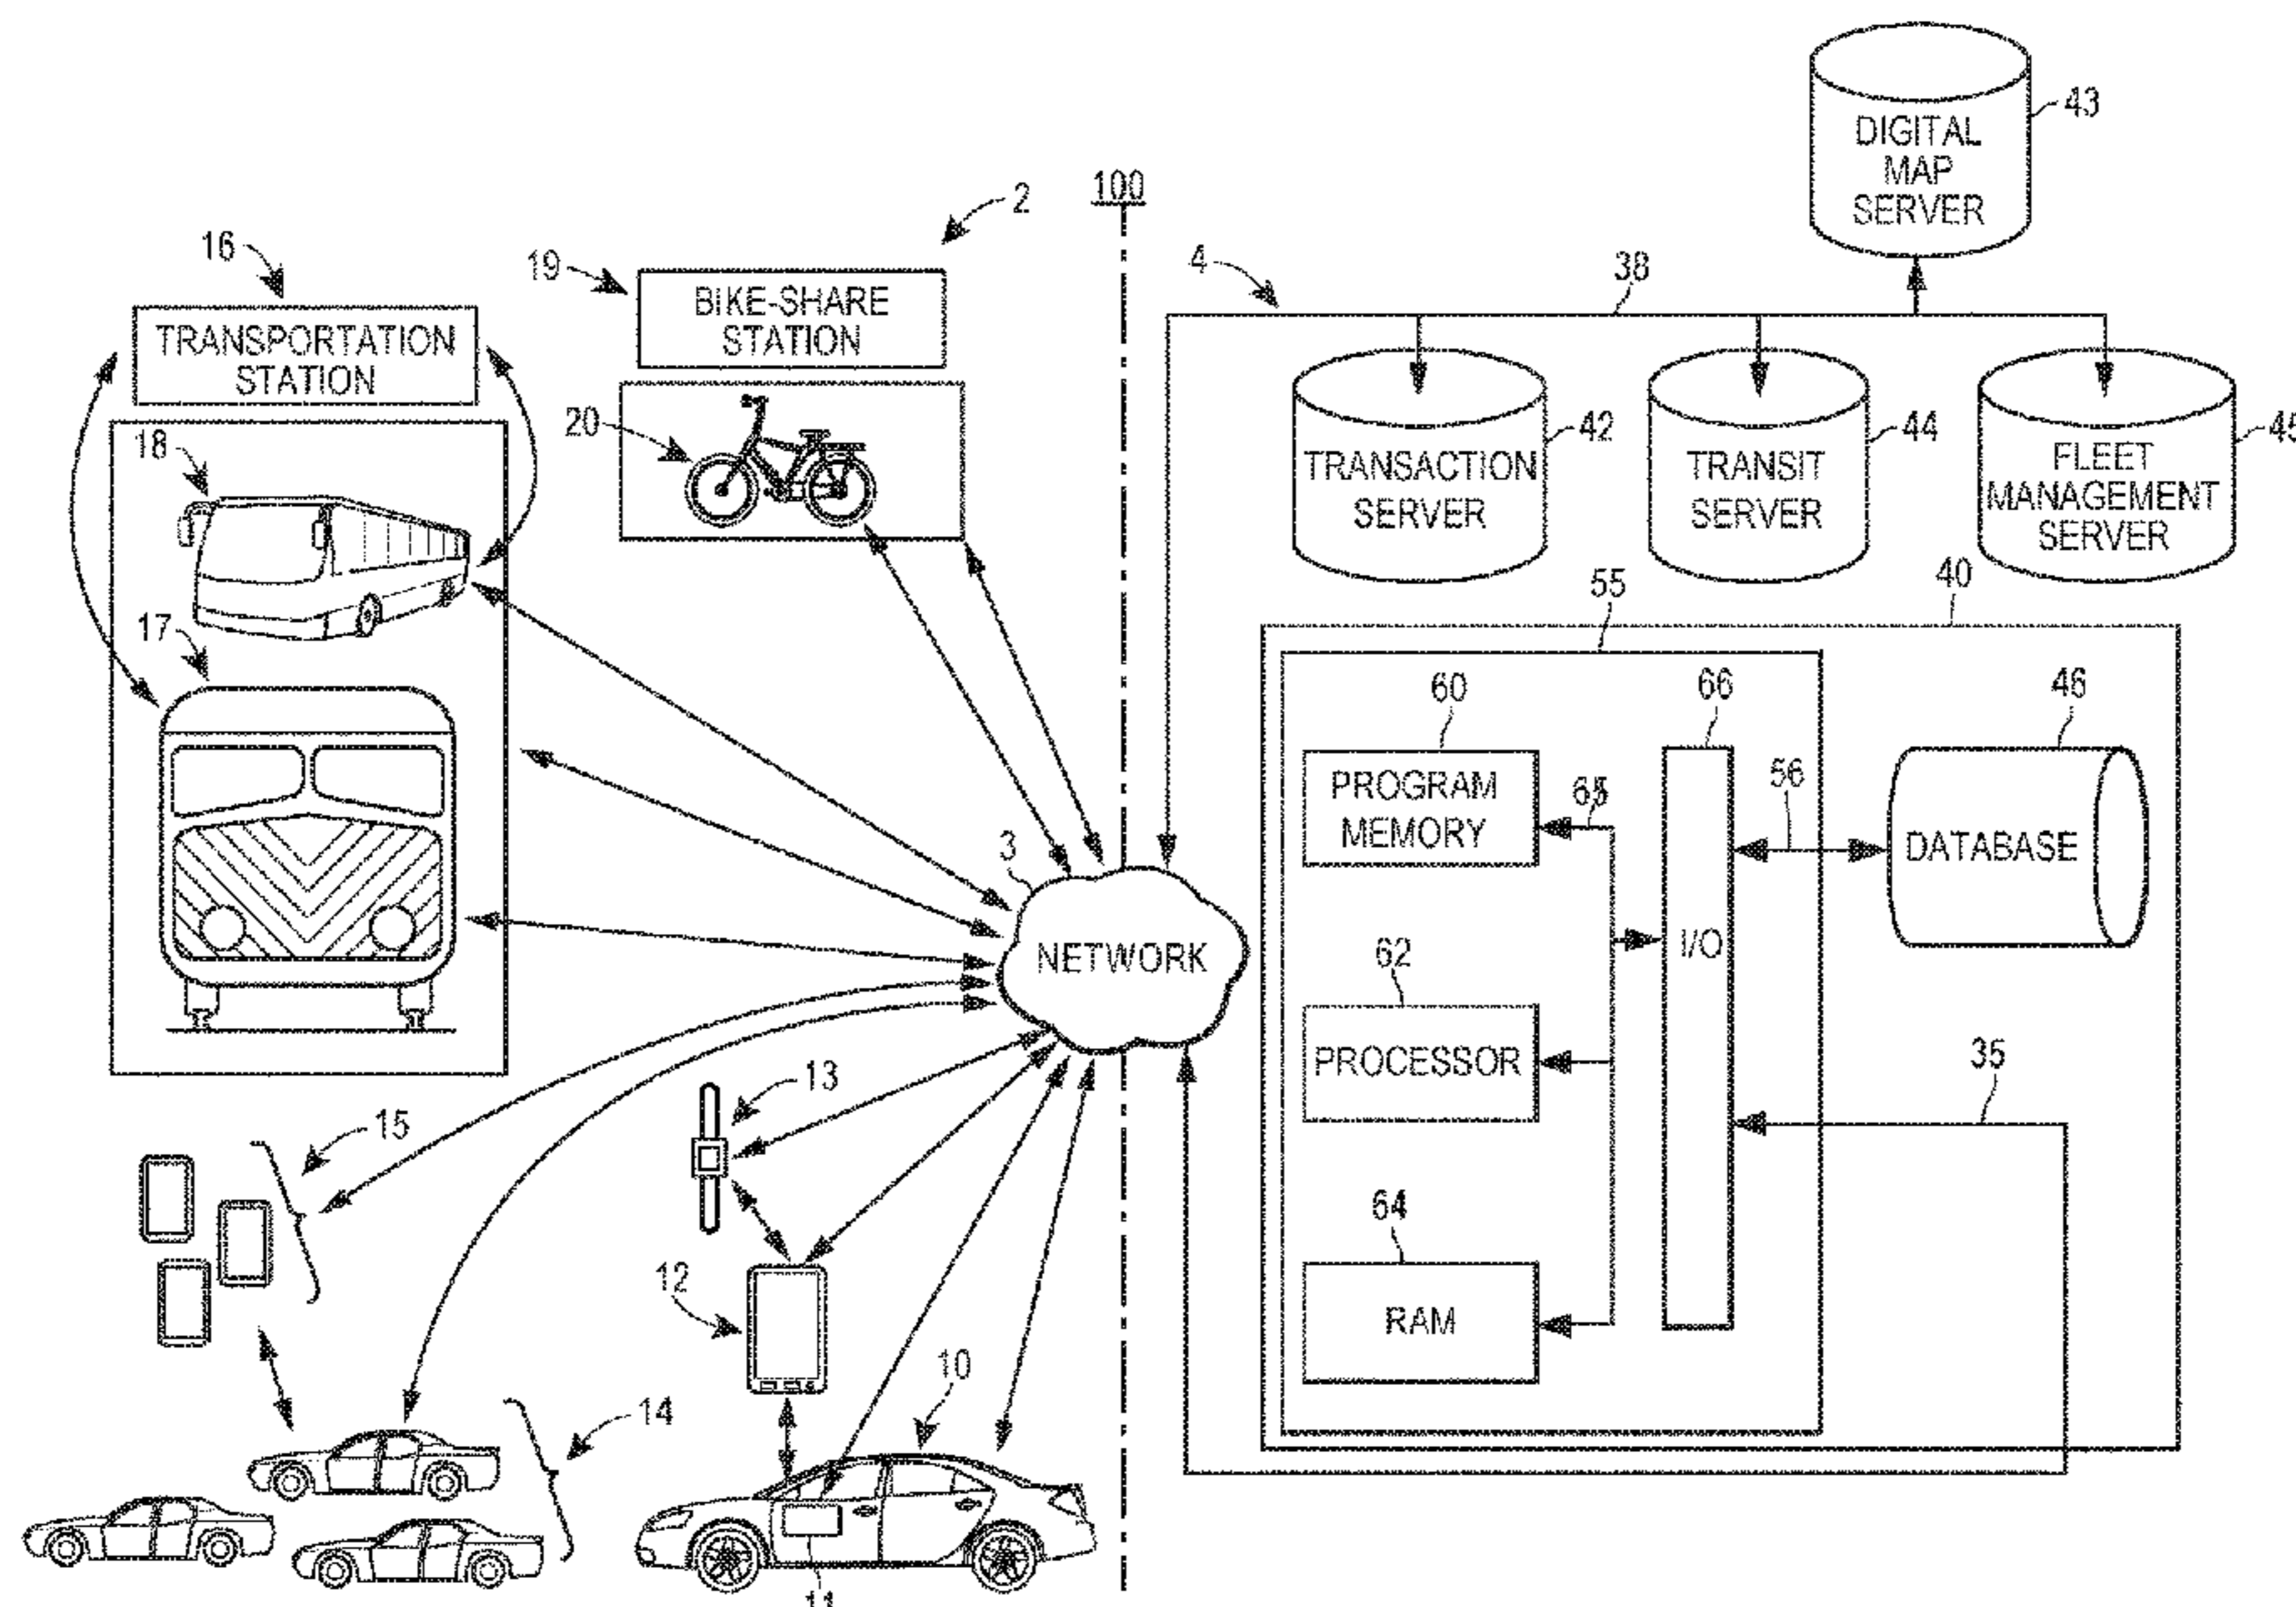 43
DIGITAL
MAP
SERVER
100
2
16
19
BIKE-SHARE
STATION
4
38
TRANSPORTATION
STATION
18
20
42
44
45
TRANSACTION
SERVER
TRANSIT
SERVER
FLEET
MANAGEMENT
SERVER
40
55
17
60
66
46
PROGRAM
MEMORY
56
3
DATABASE
NETWORK
62
I/O
PROCESSOR
35
13
15
64
12
RAM
10
14
11